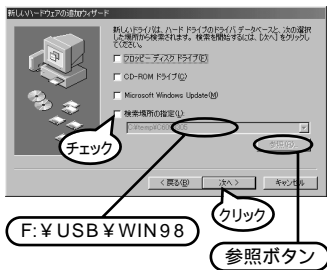 新しいハードウェアの追加ウィザード
新しいドライバは、ハード ドライブのドライバ データベースと、次の選択
した場所から検索されます。検索を開始するには、[次へ] をクリックし
てください。
フロッピー ディスク ドライブ(F)
CD-ROM ドライブ(C)
Microsoft Windows Update(M)
検索場所の指定(L):
チェック
参照(R)...
< 戻る(B)
次へ >
キャンセル
クリック
F:¥USB¥WIN98
参照ボタン